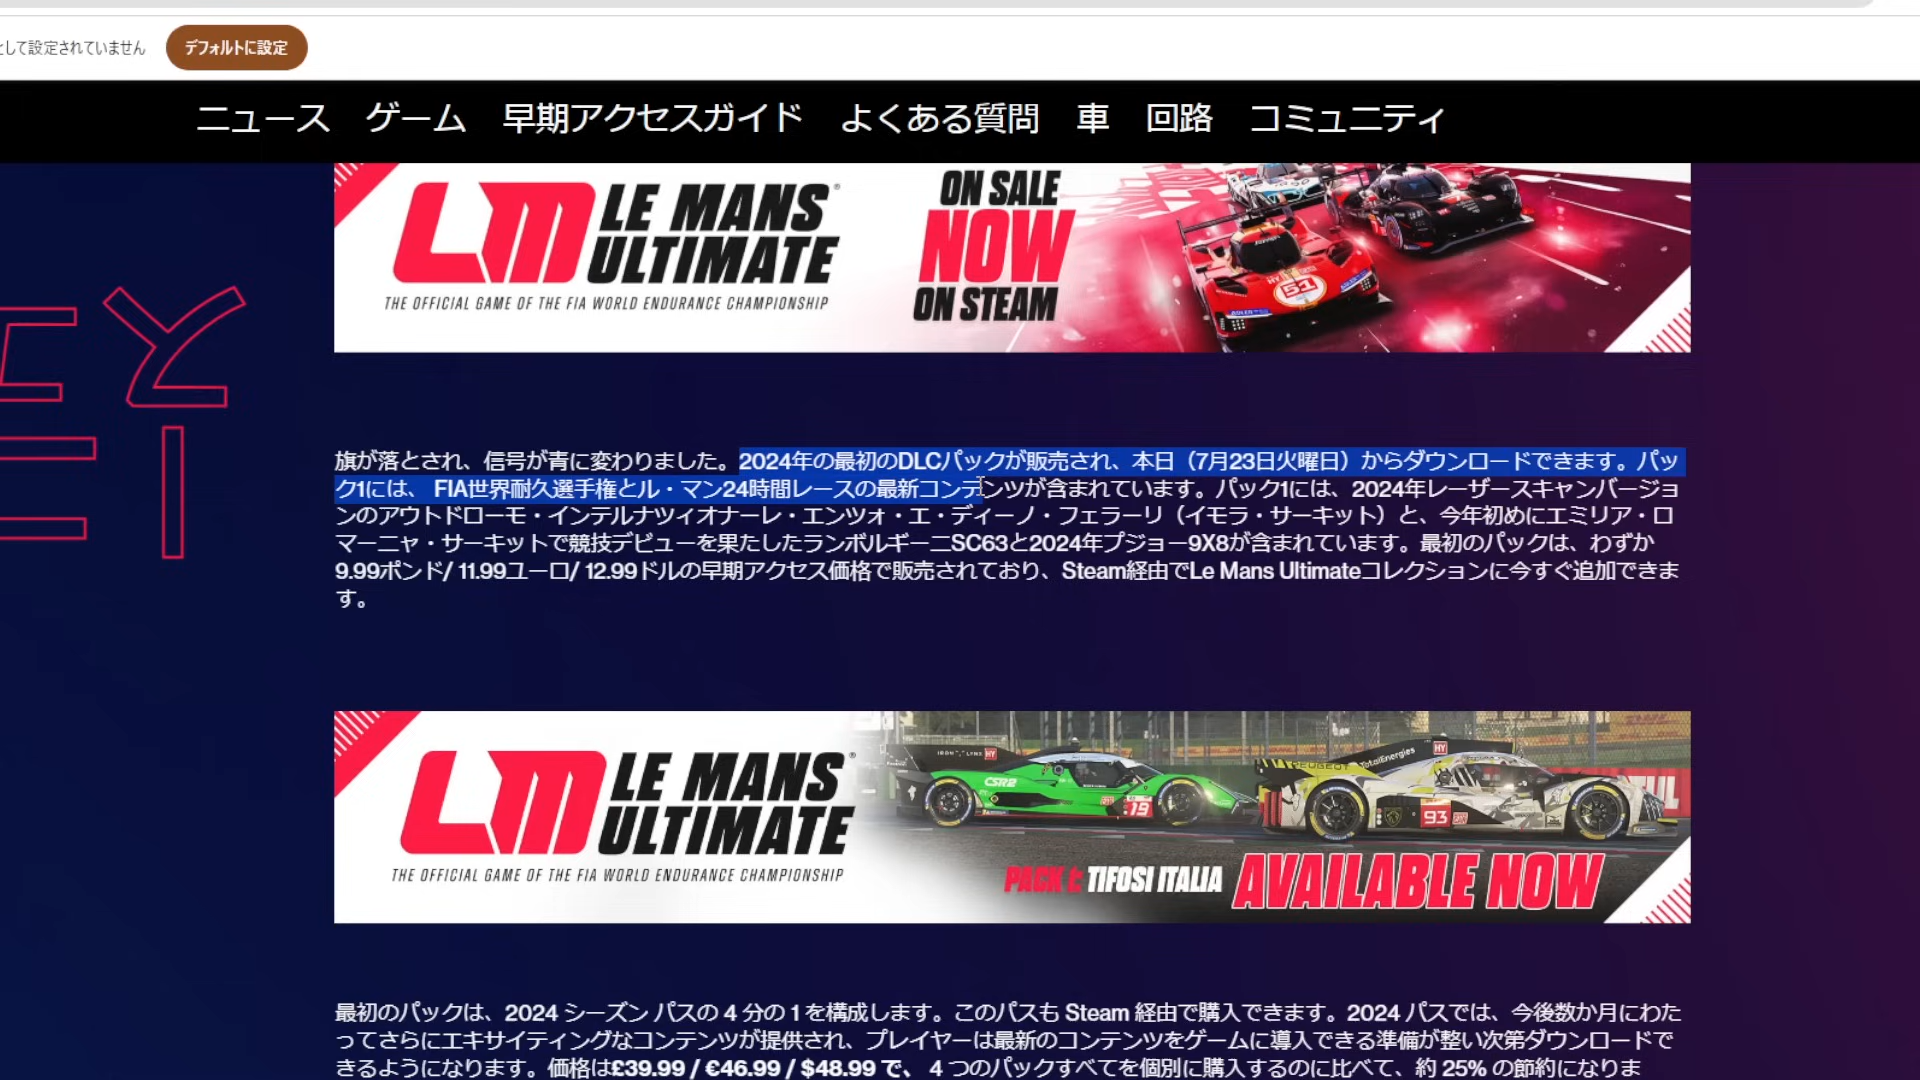 として設定されていません デフォルトに設定
ニュース ゲーム 早期アクセスガイド よくある質問 車 回路 コミュニティ
LE MANS
ULTIMATE
THE OFFICIAL GAME OF THE FIA WORLD ENDURANCE CHAMPIONSHIP
ON SALE
NOW
ON STEAM
51
旗が落とされ、信号が青に変わりました。2024年の最初のDLCパックが販売され、本日（7月23日火曜日）からダウンロードできます。パッ
ク1には、 FIA世界耐久選手権とル・マン24時間レースの最新コンテンツが含まれています。パック1には、2024年レーザースキャンバージョ
ンのアウトドローモ・インテルナツィオナーレ・エンツォ・エ・ディーノ・フェラーリ（イモラ・サーキット）と、今年初めにエミリア・ロ
マーニャ・サーキットで競技デビューを果たしたランボルギーニSC63と2024年プジョー9X8が含まれています。最初のパックは、わずか
9.99ポンド/ 11.99ユーロ/ 12.99ドルの早期アクセス価格で販売されており、Steam経由でLe Mans Ultimateコレクションに今すぐ追加できま
す。
LE MANS
ULTIMATE
THE OFFICIAL GAME OF THE FIA WORLD ENDURANCE CHAMPIONSHIP
IRON LYNX HY
CSR2
19
PEUGEOT TotalEnergies HY
93
PACK 1: TIFOSI ITALIA AVAILABLE NOW
最初のパックは、2024 シーズン パスの 4 分の 1 を構成します。このパスも Steam 経由で購入できます。2024 パスでは、今後数か月にわた
ってさらにエキサイティングなコンテンツが提供され、プレイヤーは最新のコンテンツをゲームに導入できる準備が整い次第ダウンロードで
きるようになります。価格は£39.99 / €46.99 / $48.99 で、 4 つのパックすべてを個別に購入するのに比べて、約 25% の節約になりま